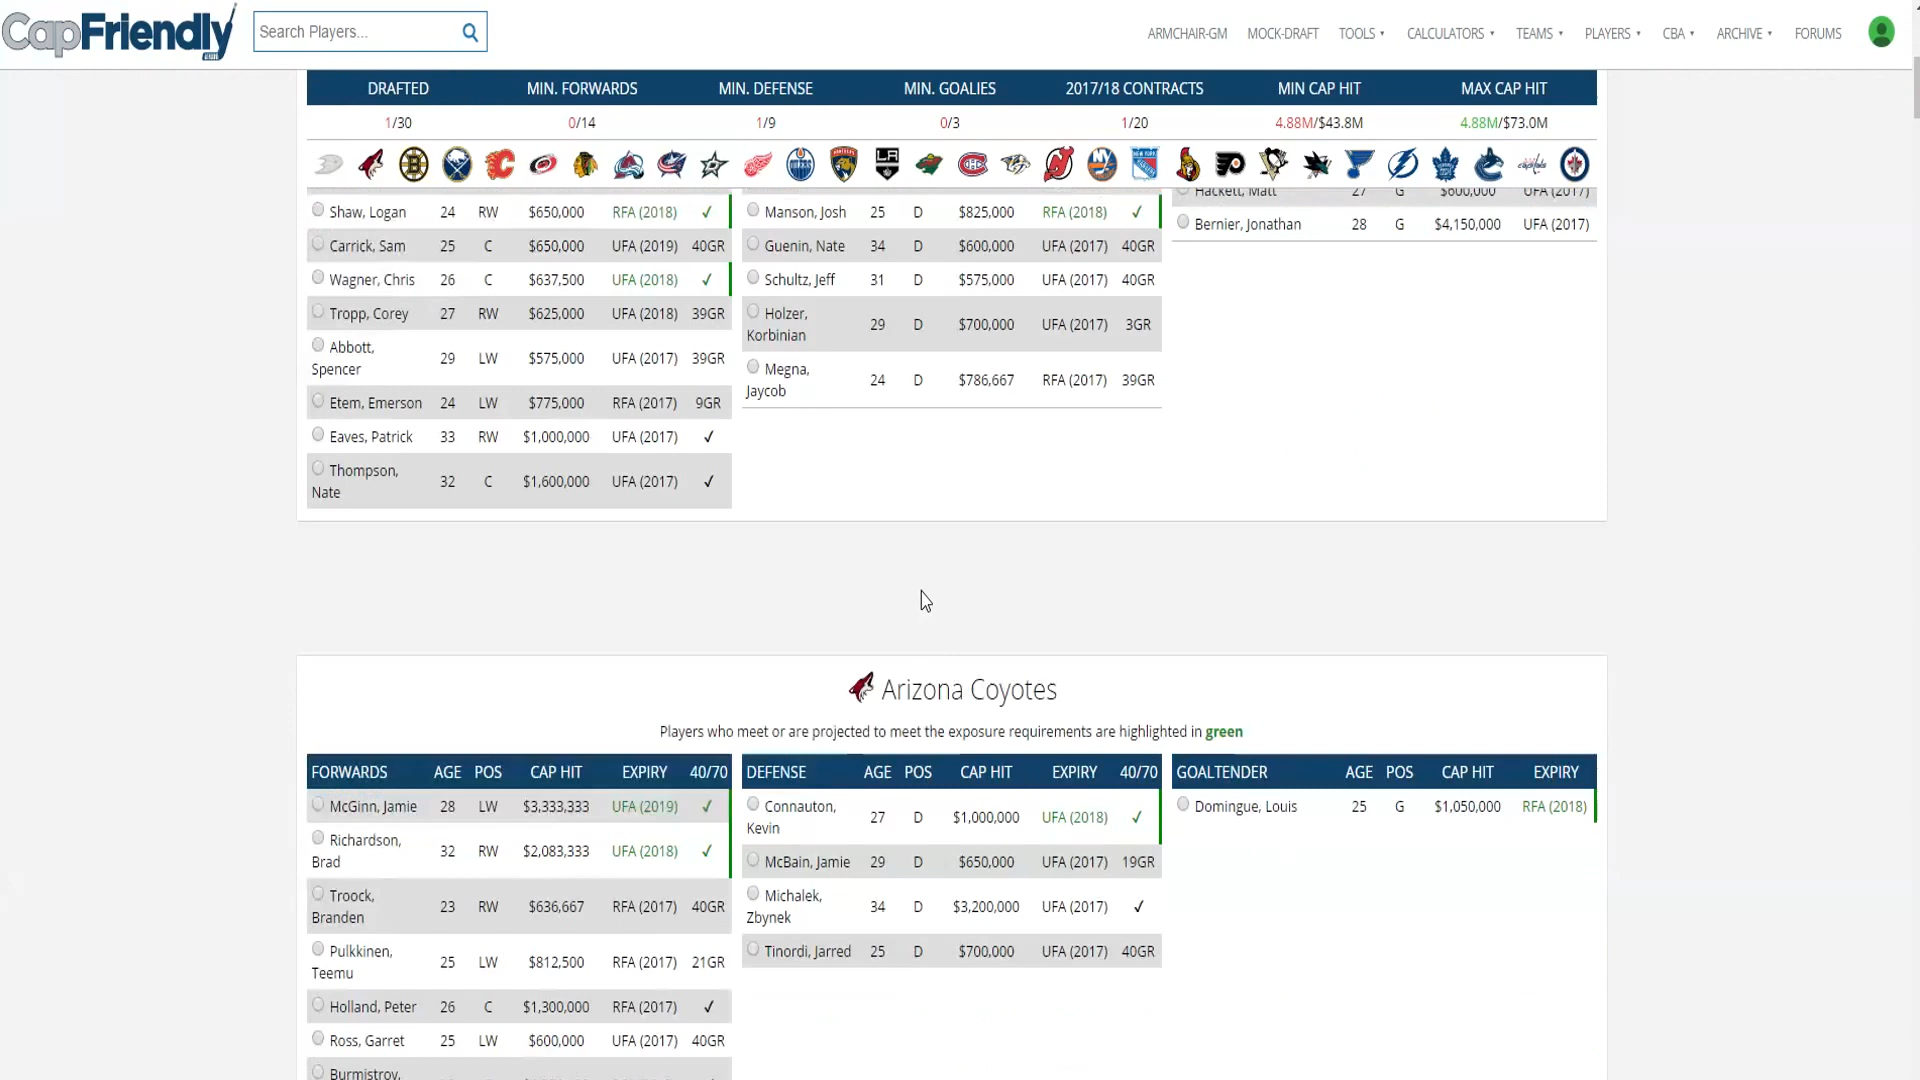 CapFriendly
Search Players...
ARMCHAIR-GM MOCK-DRAFT TOOLS CALCULATORS TEAMS PLAYERS CBA ARCHIVE FORUMS
DRAFTED MIN. FORWARDS MIN. DEFENSE MIN. GOALIES 2017/18 CONTRACTS MIN CAP HIT MAX CAP HIT
1/30 0/14 1/9 0/3 1/20 4.88M/$43.8M 4.88M/$73.0M
Shaw, Logan 24 RW $650,000 RFA (2018) ✓
Carrick, Sam 25 C $650,000 UFA (2019) 40GR
Wagner, Chris 26 C $637,500 UFA (2018) ✓
Tropp, Corey 27 RW $625,000 UFA (2018) 39GR
Abbott,
Spencer 29 LW $575,000 UFA (2017) 39GR
Etem, Emerson 24 LW $775,000 RFA (2017) 9GR
Eaves, Patrick 33 RW $1,000,000 UFA (2017) ✓
Thompson,
Nate 32 C $1,600,000 UFA (2017) ✓
Manson, Josh 25 D $825,000 RFA (2018) ✓
Guenin, Nate 34 D $600,000 UFA (2017) 40GR
Schultz, Jeff 31 D $575,000 UFA (2017) 40GR
Holzer,
Korbinian 29 D $700,000 UFA (2017) 3GR
Megna,
Jaycob 24 D $786,667 RFA (2017) 39GR
Hackett, Matt 27 G $600,000 UFA (2017)
Bernier, Jonathan 28 G $4,150,000 UFA (2017)
Arizona Coyotes
Players who meet or are projected to meet the exposure requirements are highlighted in green
FORWARDS AGE POS CAP HIT EXPIRY 40/70
McGinn, Jamie 28 LW $3,333,333 UFA (2019) ✓
Richardson,
Brad 32 RW $2,083,333 UFA (2018) ✓
Troock,
Branden 23 RW $636,667 RFA (2017) 40GR
Pulkkinen,
Teemu 25 LW $812,500 RFA (2017) 21GR
Holland, Peter 26 C $1,300,000 RFA (2017) ✓
Ross, Garret 25 LW $600,000 UFA (2017) 40GR
Burmistrov,
DEFENSE AGE POS CAP HIT EXPIRY 40/70
Connauton,
Kevin 27 D $1,000,000 UFA (2018) ✓
McBain, Jamie 29 D $650,000 UFA (2017) 19GR
Michalek,
Zbynek 34 D $3,200,000 UFA (2017) ✓
Tinordi, Jarred 25 D $700,000 UFA (2017) 40GR
GOALTENDER AGE POS CAP HIT EXPIRY
Domingue, Louis 25 G $1,050,000 RFA (2018)